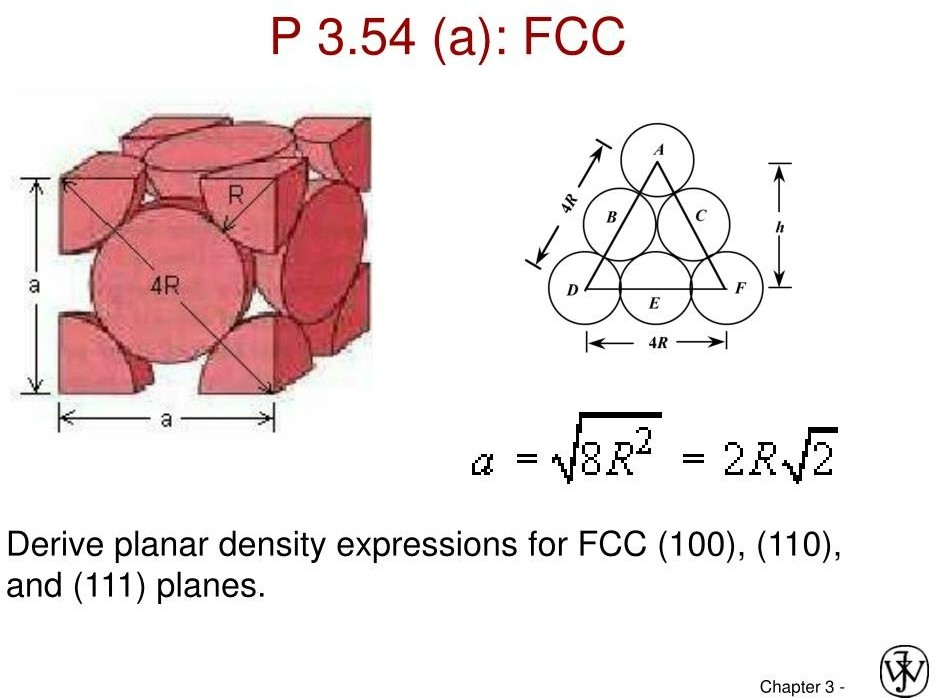 P 3.54 (a): FCC
R
4R
a
a
A
4R
B
C
h
D
E
F
4R
a = √8R² = 2R√2
Derive planar density expressions for FCC (100), (110),
and (111) planes.
Chapter 3 -